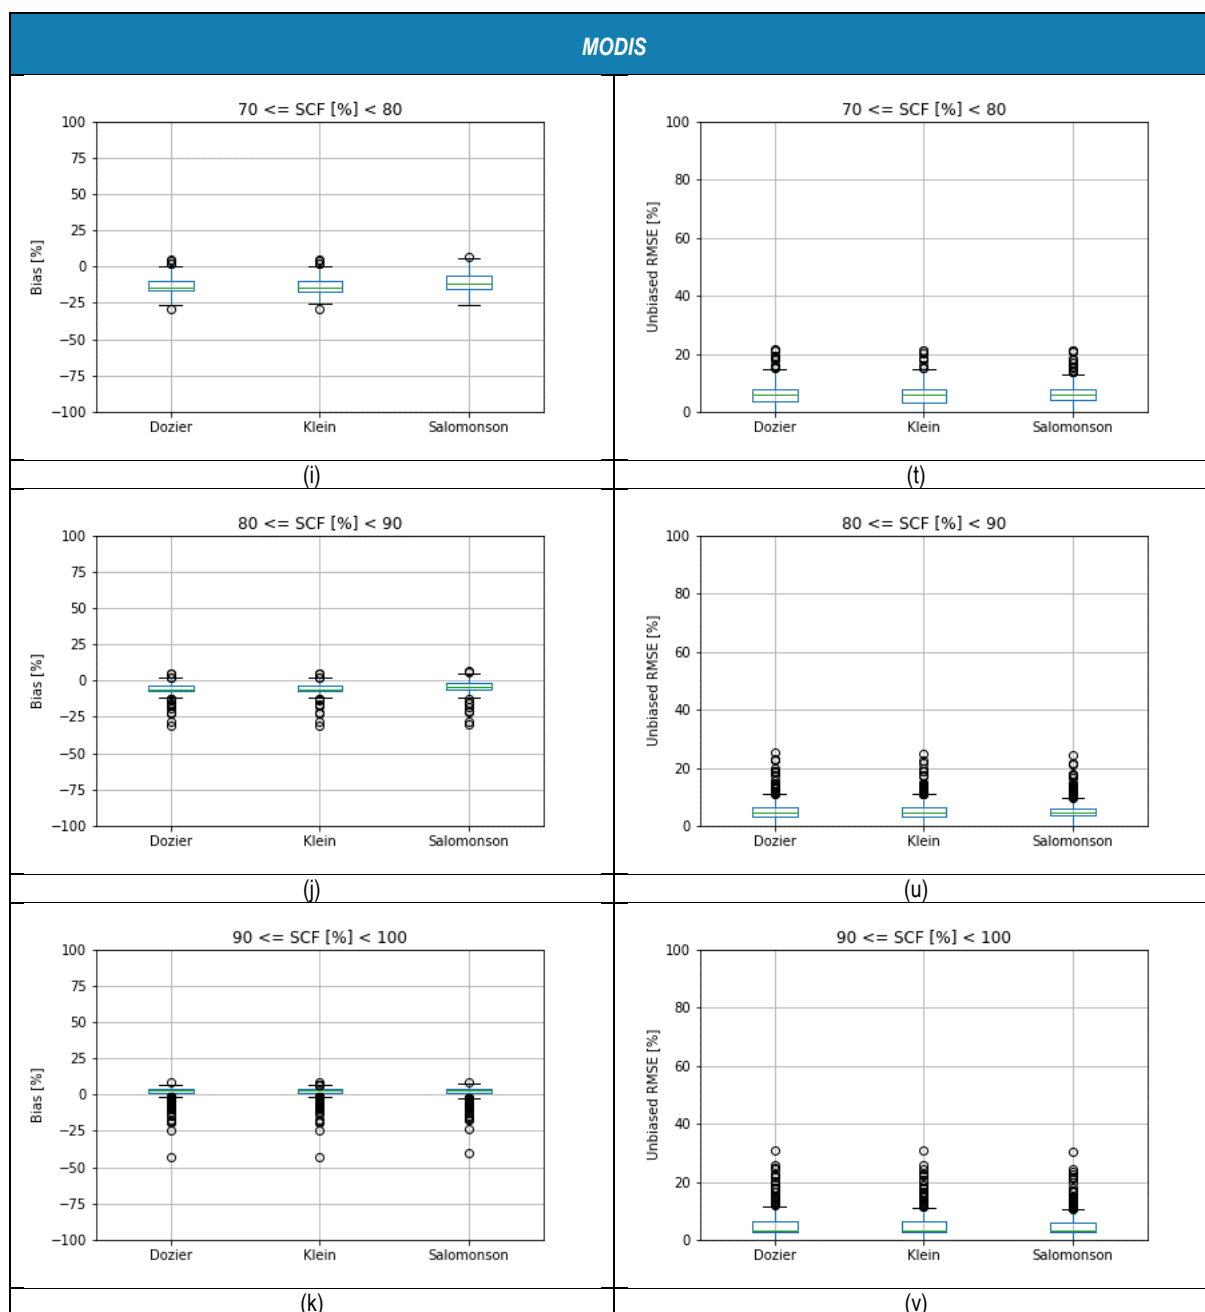 MODIS
70 <= SCF [%] < 80
100
75
50
25
0
−25
−50
−75
−100
Bias [%]
Dozier Klein Salomonson
(i)
70 <= SCF [%] < 80
100
80
60
40
20
0
Unbiased RMSE [%]
Dozier Klein Salomonson
(t)
80 <= SCF [%] < 90
100
75
50
25
0
−25
−50
−75
−100
Bias [%]
Dozier Klein Salomonson
(j)
80 <= SCF [%] < 90
100
80
60
40
20
0
Unbiased RMSE [%]
Dozier Klein Salomonson
(u)
90 <= SCF [%] < 100
100
75
50
25
0
−25
−50
−75
−100
Bias [%]
Dozier Klein Salomonson
(k)
90 <= SCF [%] < 100
100
80
60
40
20
0
Unbiased RMSE [%]
Dozier Klein Salomonson
(v)